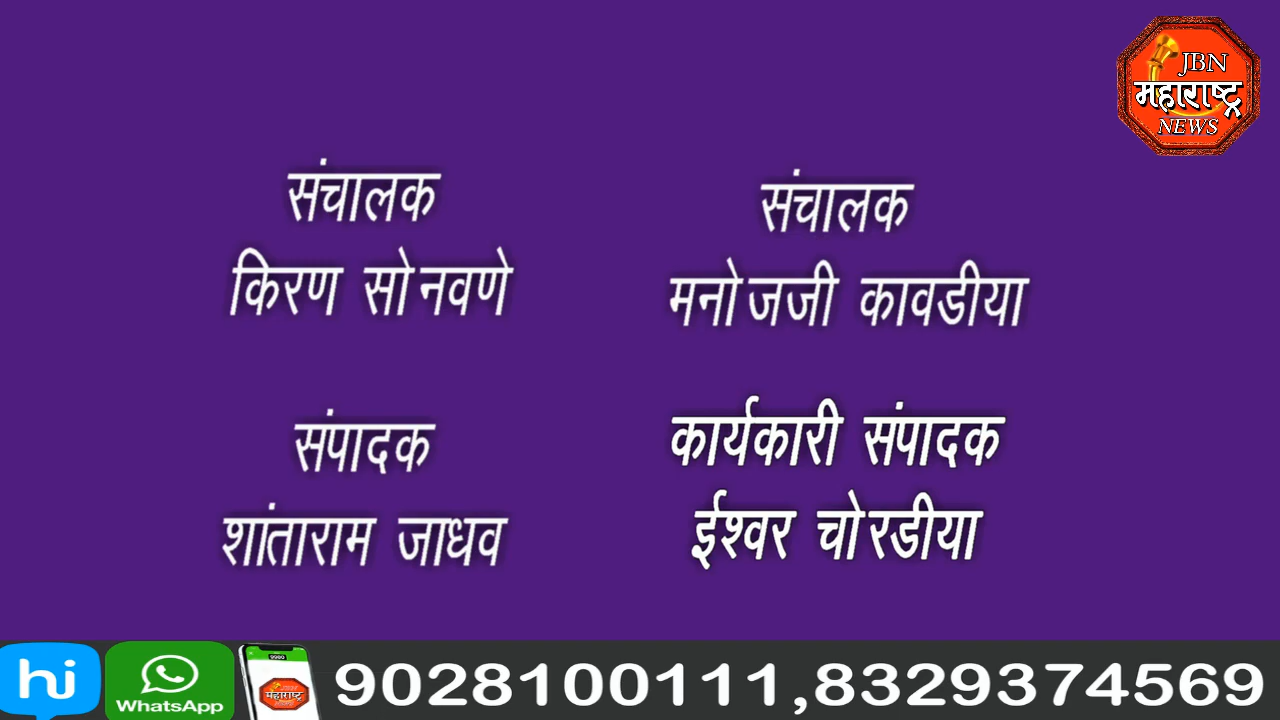 JBN
महाराष्ट्र
NEWS
संचालक
किरण सोनवणे
संचालक
मनोजजी कावडीया
संपादक
शांताराम जाधव
कार्यकारी संपादक
ईश्वर चोरडीया
hi
WhatsApp
महाराष्ट्र
9028100111,8329374569